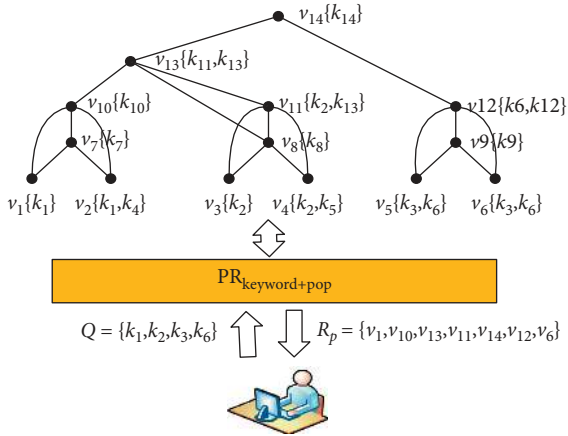 v14{k14}
v13{k11,k13}
v10{k10}
v11{k2,k13}
v12{k6,k12}
v7{k7}
v8{k8}
v9{k9}
v1{k1}
v2{k1,k4}
v3{k2}
v4{k2,k5}
v5{k3,k6}
v6{k3,k6}
PRkeyword+pop
Q = {k1,k2,k3,k6}
Rp = {v1,v10,v13,v11,v14,v12,v6}